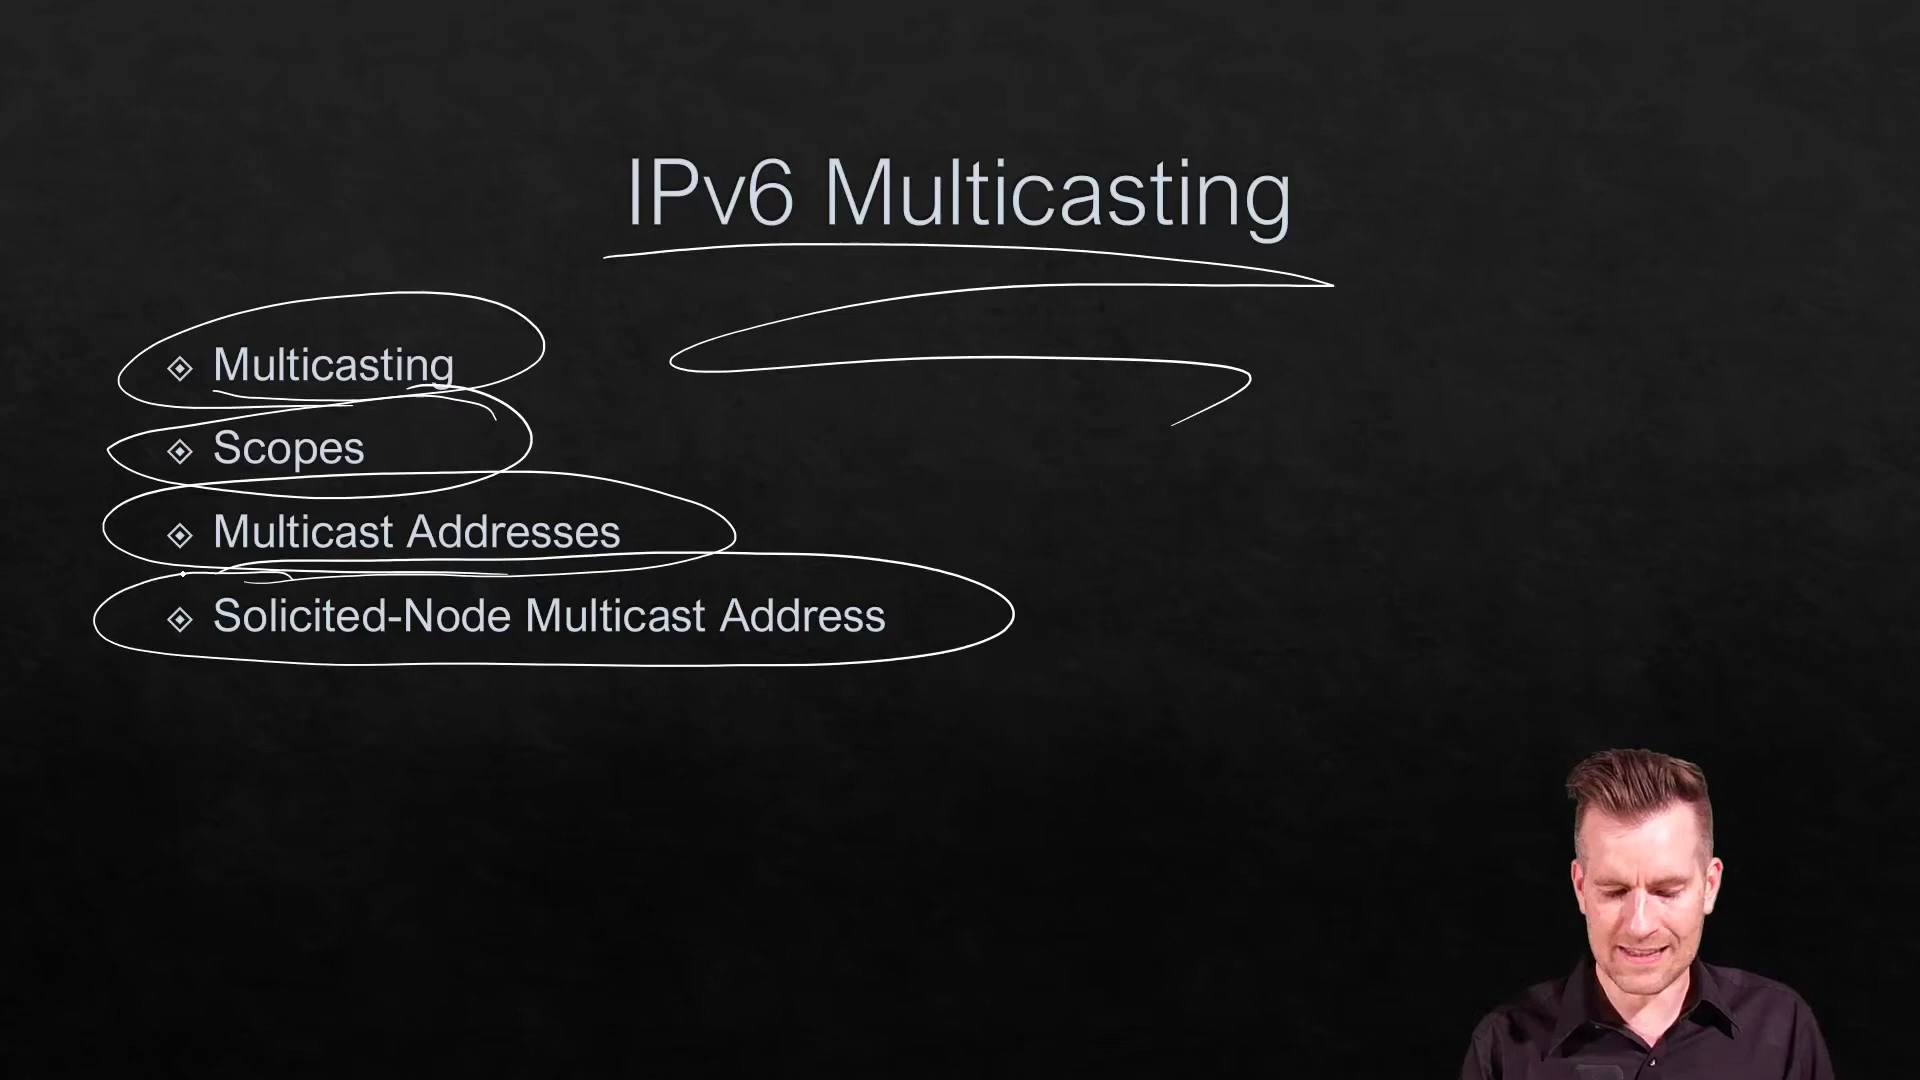 IPv6 Multicasting
Multicasting
Scopes
Multicast Addresses
Solicited-Node Multicast Address